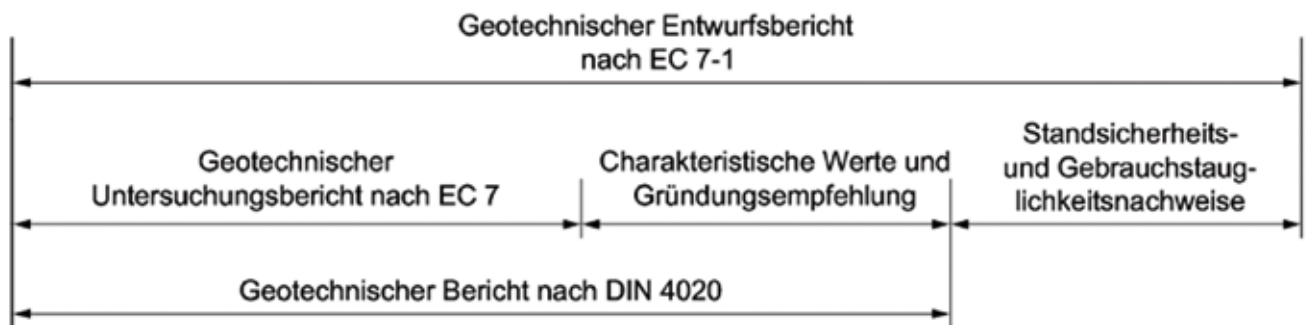 Geotechnischer Entwurfsbericht
nach EC 7-1
Geotechnischer
Untersuchungsbericht nach EC 7
Charakteristische Werte und
Gründungsempfehlung
Standsicherheits-
und Gebrauchstaug-
lichkeitsnachweise
Geotechnischer Bericht nach DIN 4020